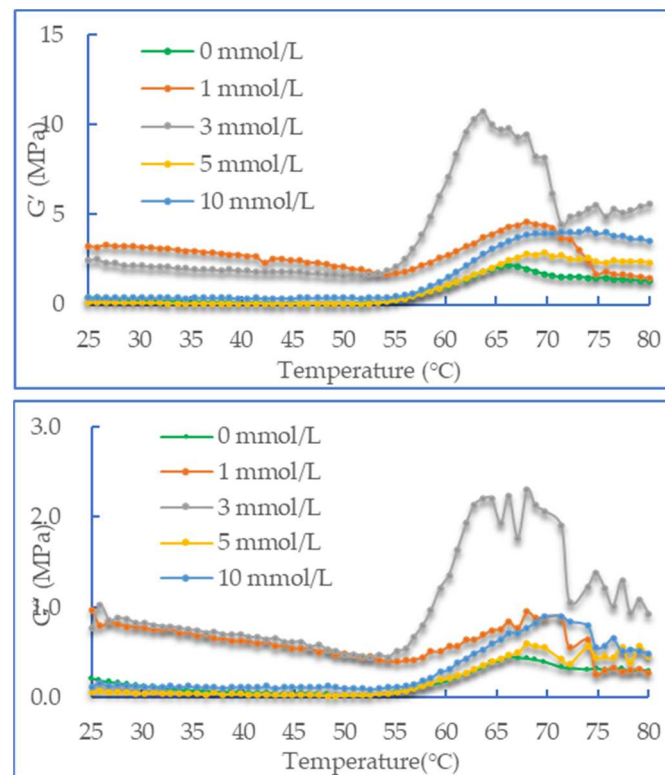 15
10
5
0
G′ (MPa)
0 mmol/L
1 mmol/L
3 mmol/L
5 mmol/L
10 mmol/L
25 30 35 40 45 50 55 60 65 70 75 80
Temperature (°C)
3.0
2.0
1.0
0.0
G″ (MPa)
0 mmol/L
1 mmol/L
3 mmol/L
5 mmol/L
10 mmol/L
25 30 35 40 45 50 55 60 65 70 75 80
Temperature(°C)